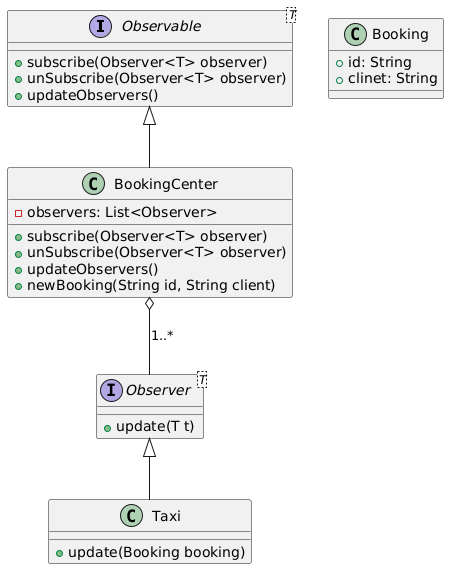 I Observable T
subscribe(Observer<T> observer)
unSubscribe(Observer<T> observer)
updateObservers()
C Booking
id: String
clinet: String
C BookingCenter
observers: List<Observer>
subscribe(Observer<T> observer)
unSubscribe(Observer<T> observer)
updateObservers()
newBooking(String id, String client)
1..*
I Observer T
update(T t)
C Taxi
update(Booking booking)